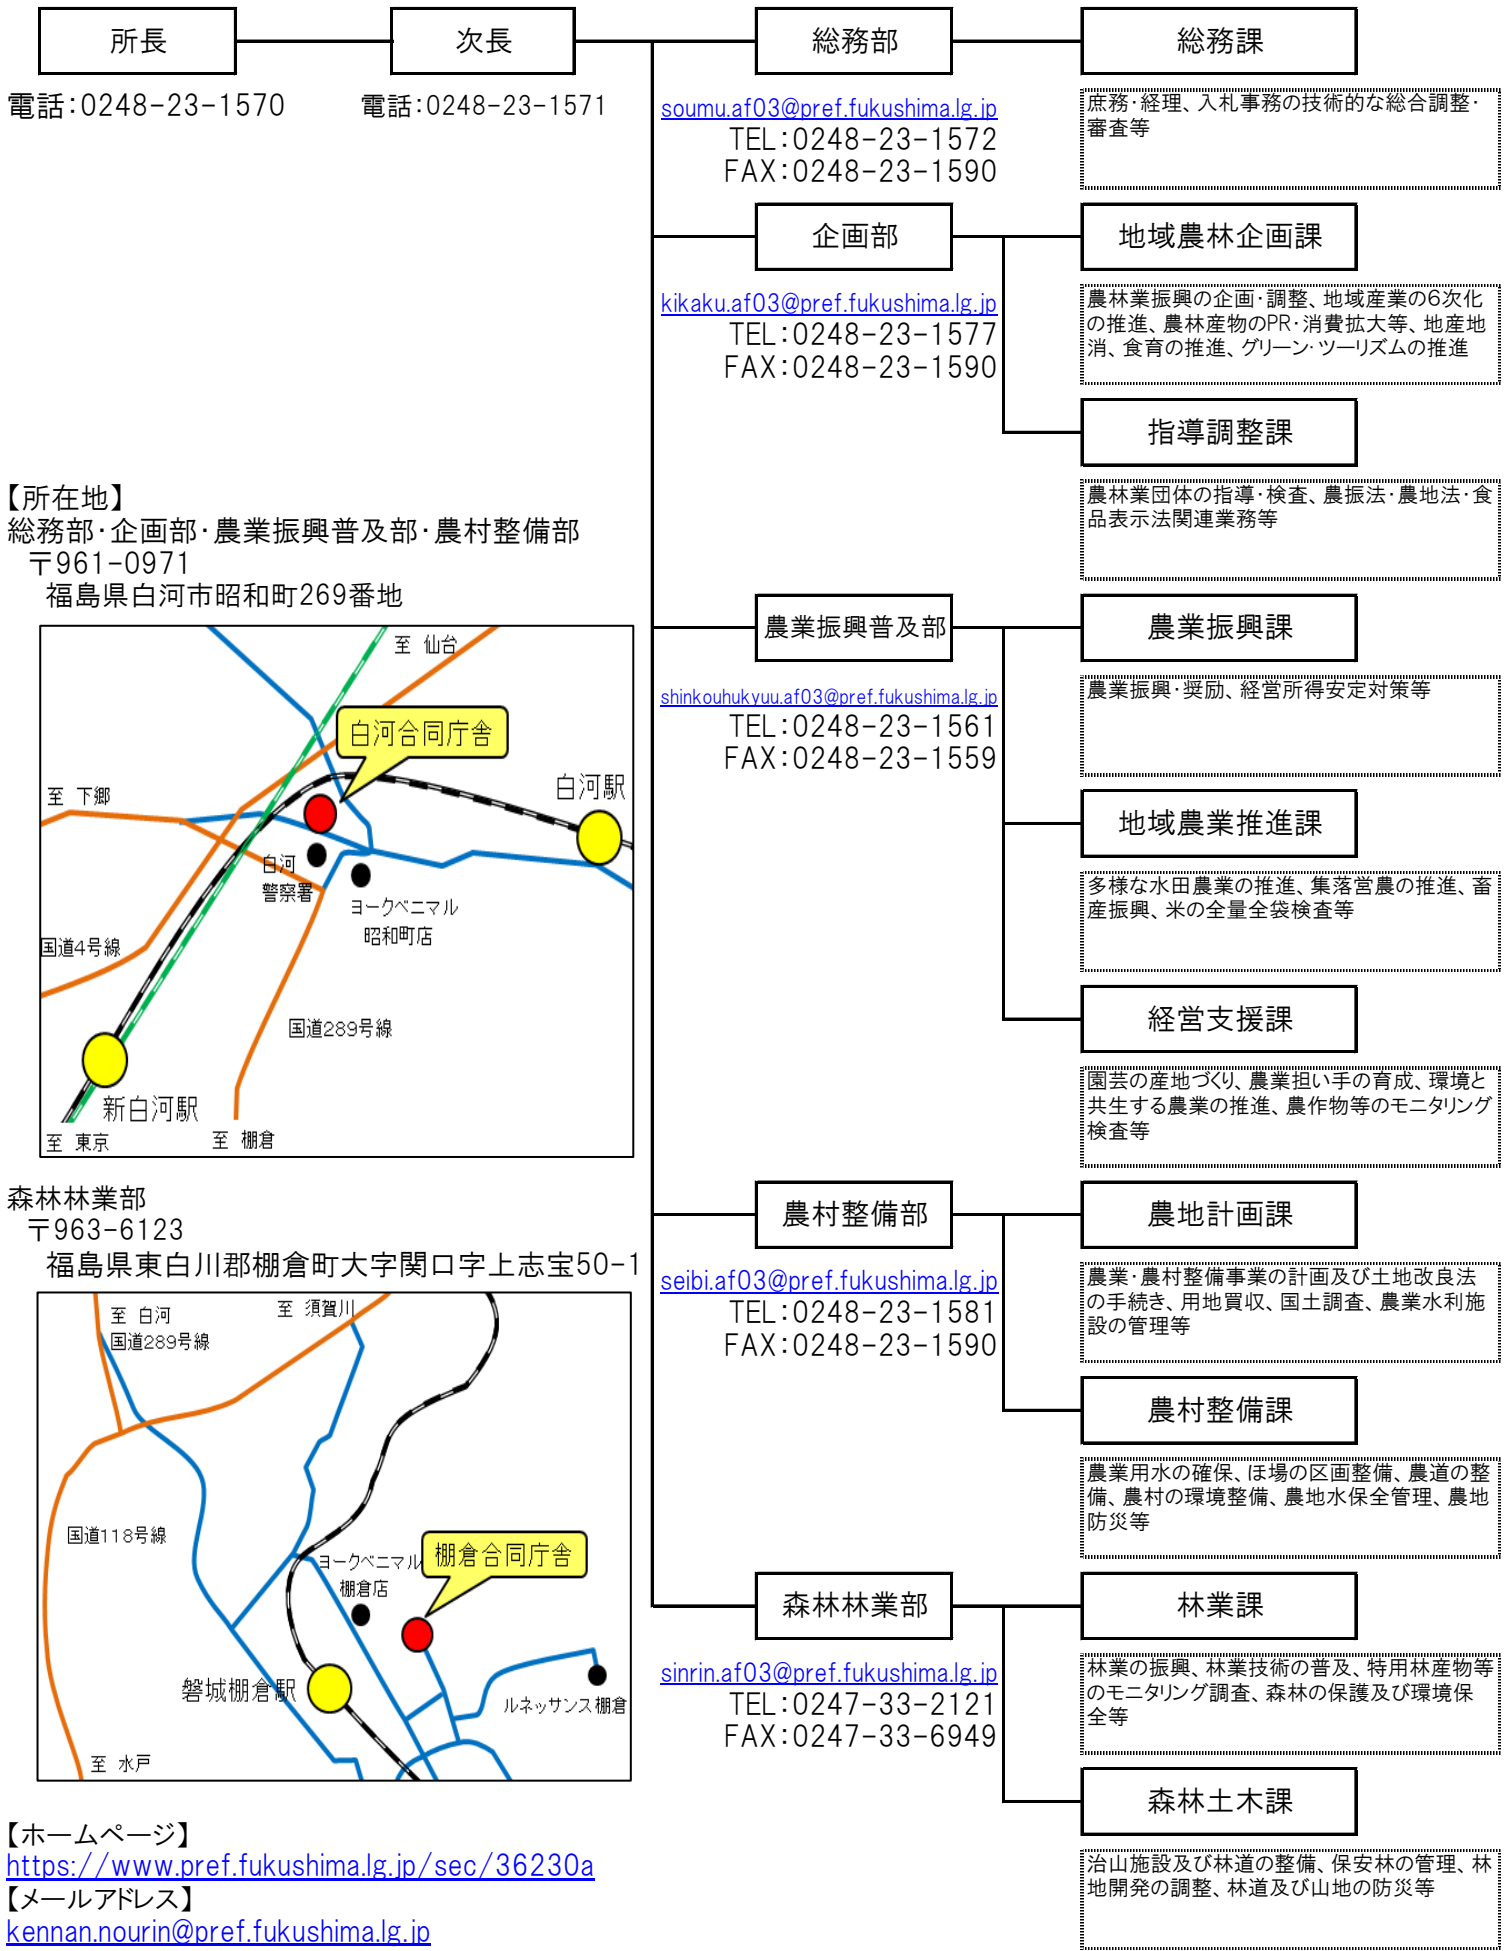 所長
次長
総務部
総務課
電話：0248-23-1570
電話：0248-23-1571
soumu.af03@pref.fukushima.lg.jp
TEL：0248-23-1572
FAX：0248-23-1590
庶務・経理、入札事務の技術的な総合調整・
審査等
企画部
地域農林企画課
kikaku.af03@pref.fukushima.lg.jp
TEL：0248-23-1577
FAX：0248-23-1590
農林業振興の企画・調整、地域産業の６次化
の推進、農林産物のPR・消費拡大等、地産地
消、食育の推進、グリーン・ツーリズムの推進
指導調整課
農林業団体の指導・検査、農振法・農地法・食
品表示法関連業務等
【所在地】
総務部・企画部・農業振興普及部・農村整備部
〒961-0971
福島県白河市昭和町269番地
至 仙台
白河合同庁舎
白河駅
至 下郷
白河
警察署
ヨークベニマル
昭和町店
国道4号線
国道289号線
新白河駅
至 東京
至 棚倉
農業振興普及部
農業振興課
shinkouhukyuu.af03@pref.fukushima.lg.jp
TEL：0248-23-1561
FAX：0248-23-1559
農業振興・奨励、経営所得安定対策等
地域農業推進課
多様な水田農業の推進、集落営農の推進、畜
産振興、米の全量全袋検査等
経営支援課
園芸の産地づくり、農業担い手の育成、環境と
共生する農業の推進、農作物等のモニタリング
検査等
森林林業部
〒963-6123
福島県東白川郡棚倉町大字関口字上志宝50-1
至 白河
国道289号線
至 須賀川
国道118号線
ヨークベニマル
棚倉店
棚倉合同庁舎
磐城棚倉駅
ルネッサンス棚倉
至 水戸
農村整備部
農地計画課
seibi.af03@pref.fukushima.lg.jp
TEL：0248-23-1581
FAX：0248-23-1590
農業・農村整備事業の計画及び土地改良法
の手続き、用地買収、国土調査、農業水利施
設の管理等
農村整備課
農業用水の確保、ほ場の区画整備、農道の整
備、農村の環境整備、農地水保全管理、農地
防災等
森林林業部
林業課
sinrin.af03@pref.fukushima.lg.jp
TEL：0247-33-2121
FAX：0247-33-6949
林業の振興、林業技術の普及、特用林産物等
のモニタリング調査、森林の保護及び環境保
全等
森林土木課
治山施設及び林道の整備、保安林の管理、林
地開発の調整、林道及び山地の防災等
【ホームページ】
https://www.pref.fukushima.lg.jp/sec/36230a
【メールアドレス】
kennan.nourin@pref.fukushima.lg.jp